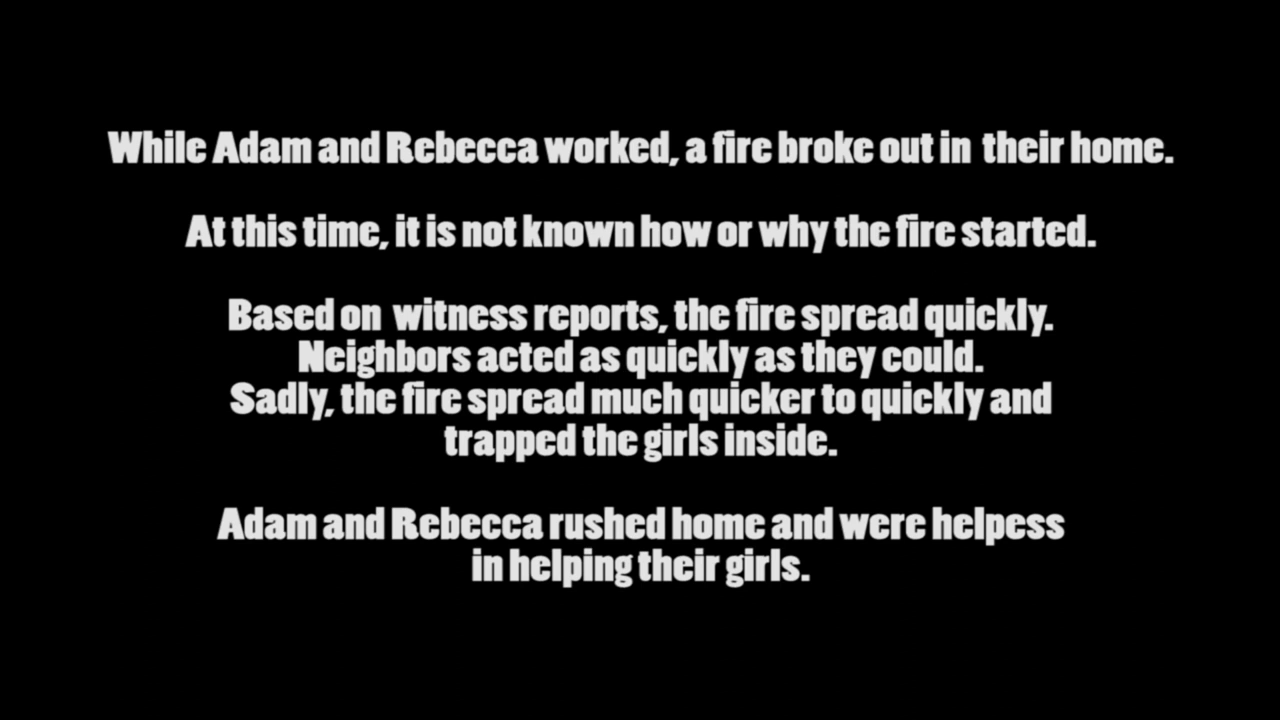 While Adam and Rebecca worked, a fire broke out in  their home.
At this time, it is not known how or why the fire started.
Based on  witness reports, the fire spread quickly.
Neighbors acted as quickly as they could.
Sadly, the fire spread much quicker to quickly and
trapped the girls inside.
Adam and Rebecca rushed home and were helpess
in helping their girls.